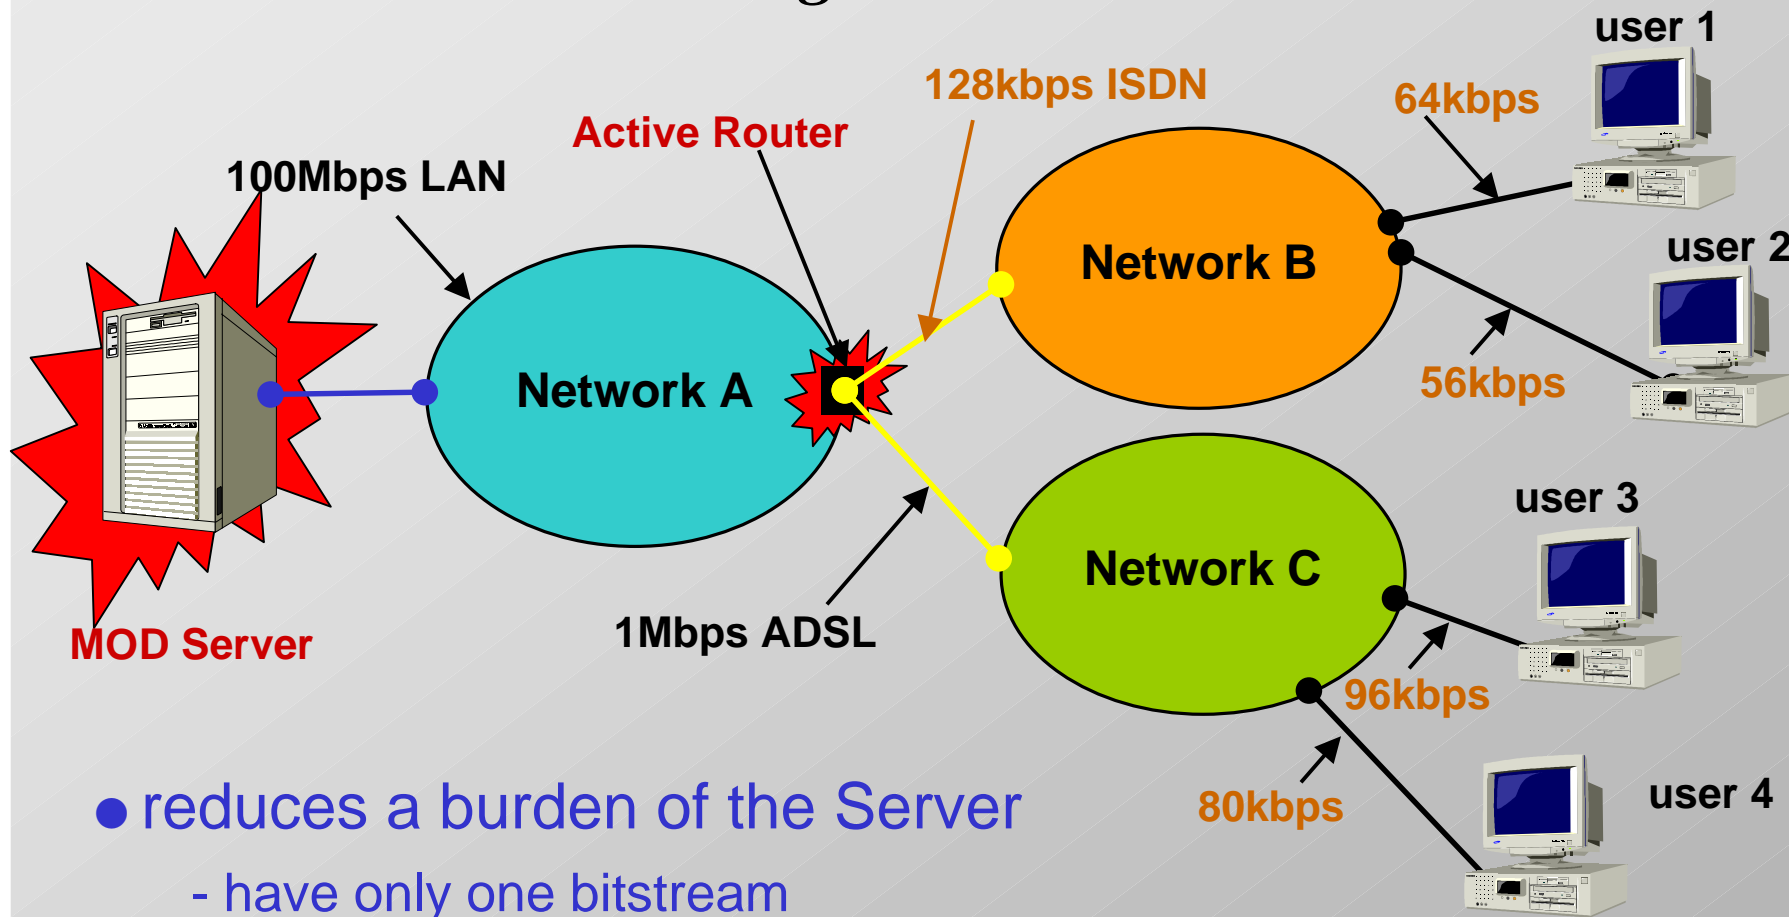 user 1
128kbps ISDN
64kbps
Active Router
100Mbps LAN
Network B
user 2
Network A
56kbps
user 3
Network C
1Mbps ADSL
MOD Server
96kbps
80kbps
user 4
● reduces a burden of the Server
- have only one bitstream